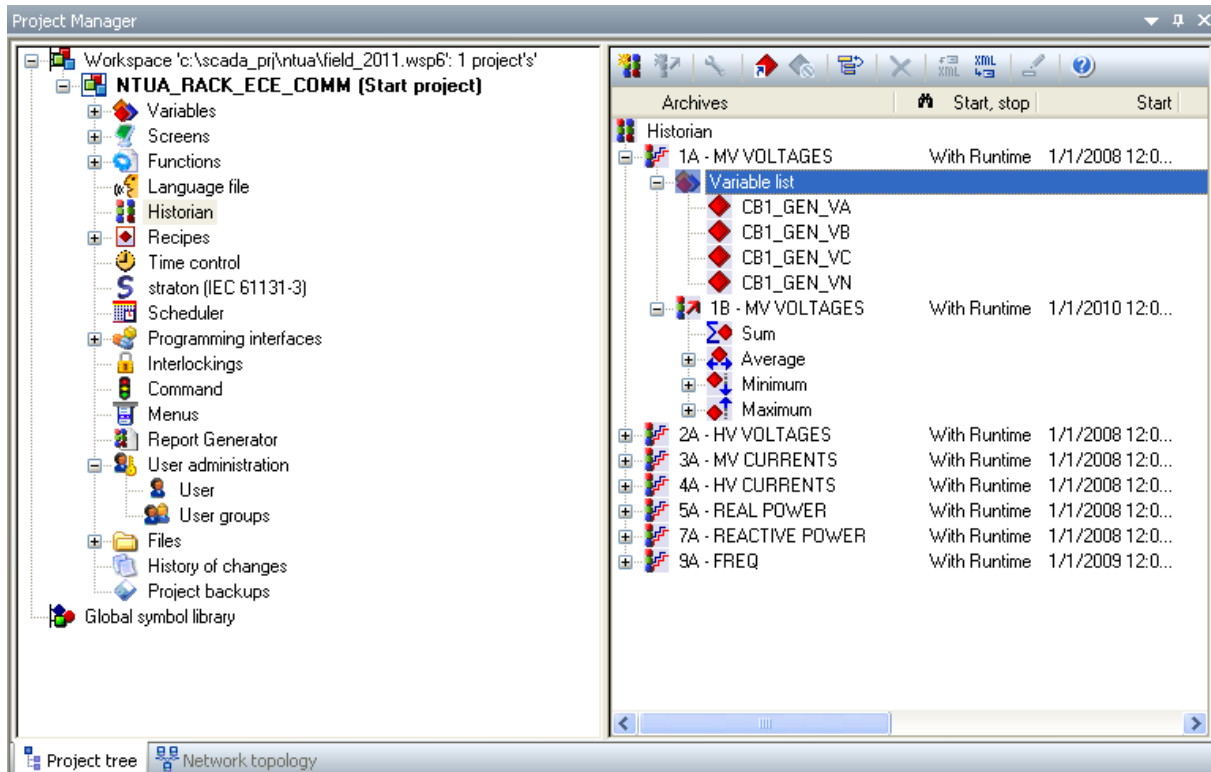 Project Manager
Workspace 'c:\scada_prj\ntua\field_2011.wsp6': 1 project's'
NTUA_RACK_ECE_COMM (Start project)
Variables
Screens
Functions
Language file
Historian
Recipes
Time control
straton (IEC 61131-3)
Scheduler
Programming interfaces
Interlockings
Command
Menus
Report Generator
User administration
User
User groups
Files
History of changes
Project backups
Global symbol library
Project tree
Network topology
XML XML
Archives Start, stop Start
Historian
1A - MV VOLTAGES With Runtime 1/1/2008 12:0...
Variable list
CB1_GEN_VA
CB1_GEN_VB
CB1_GEN_VC
CB1_GEN_VN
1B - MV VOLTAGES With Runtime 1/1/2010 12:0...
Sum
Average
Minimum
Maximum
2A - HV VOLTAGES With Runtime 1/1/2008 12:0...
3A - MV CURRENTS With Runtime 1/1/2008 12:0...
4A - HV CURRENTS With Runtime 1/1/2008 12:0...
5A - REAL POWER With Runtime 1/1/2008 12:0...
7A - REACTIVE POWER With Runtime 1/1/2008 12:0...
9A - FREQ With Runtime 1/1/2009 12:0...